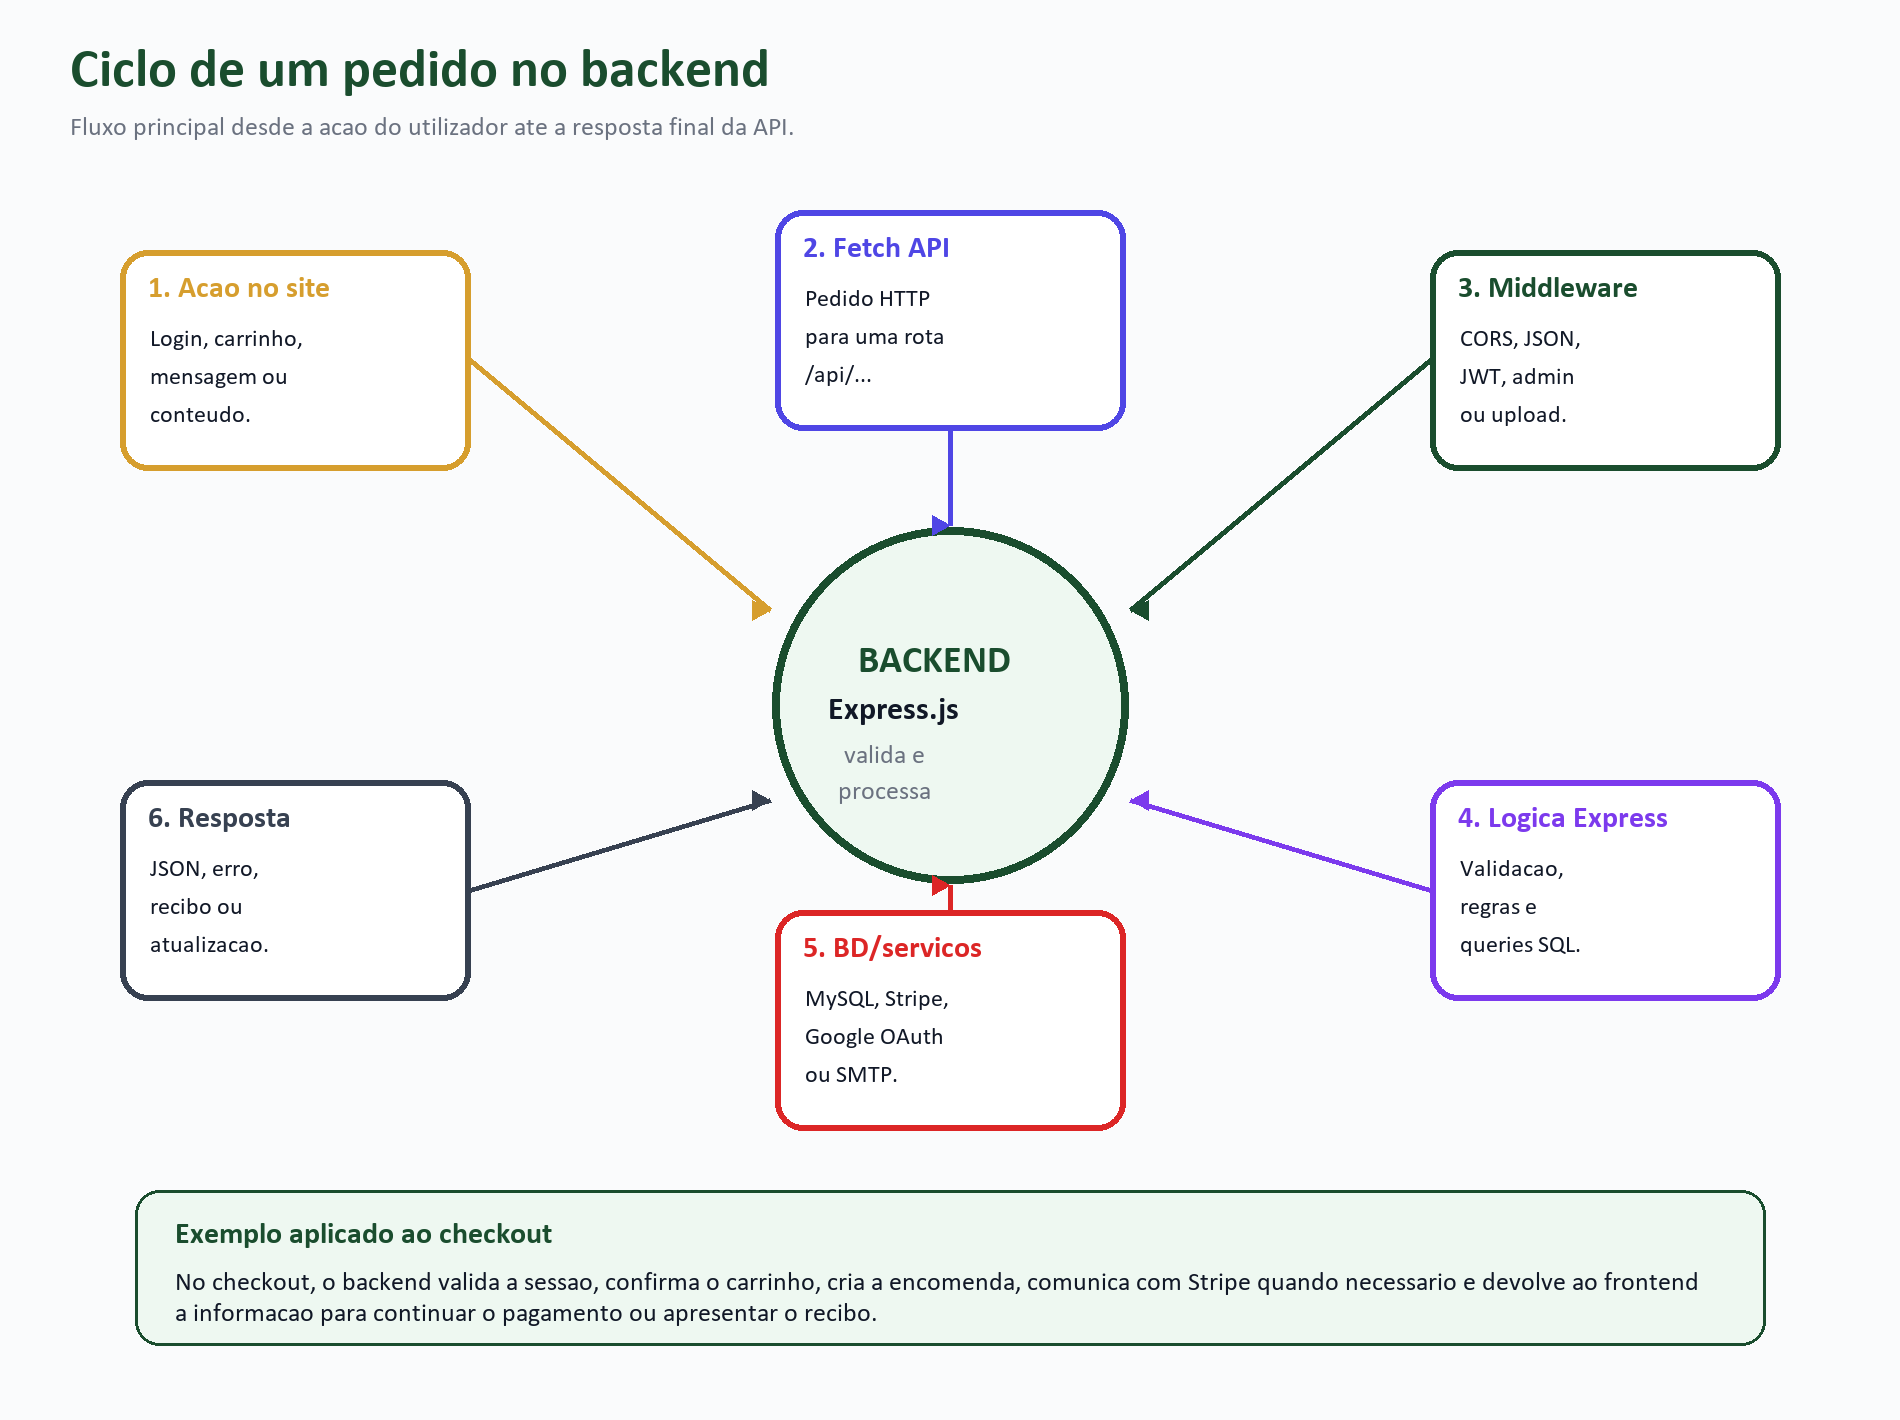 Ciclo de um pedido no backend
Fluxo principal desde a acao do utilizador ate a resposta final da API.
1. Acao no site
Login, carrinho,
mensagem ou
conteudo.
2. Fetch API
Pedido HTTP
para uma rota
/api/...
3. Middleware
CORS, JSON,
JWT, admin
ou upload.
BACKEND
Express.js
valida e
processa
4. Logica Express
Validacao,
regras e
queries SQL.
5. BD/servicos
MySQL, Stripe,
Google OAuth
ou SMTP.
6. Resposta
JSON, erro,
recibo ou
atualizacao.
Exemplo aplicado ao checkout
No checkout, o backend valida a sessao, confirma o carrinho, cria a encomenda, comunica com Stripe quando necessario e devolve ao frontend
a informacao para continuar o pagamento ou apresentar o recibo.